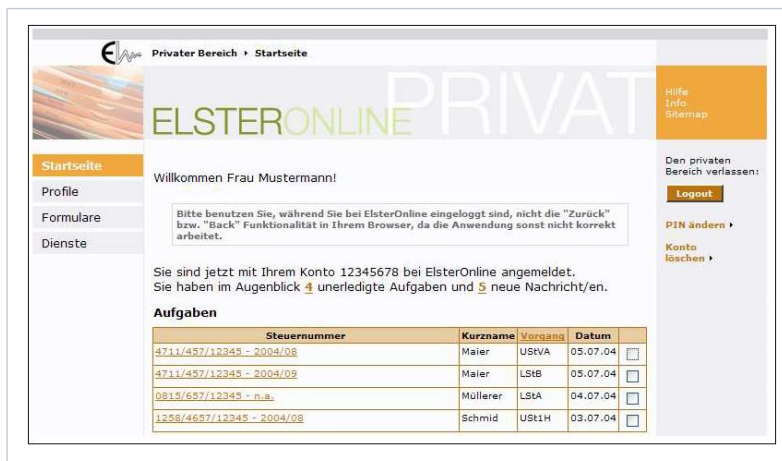 Privater Bereich › Startseite
PRIVAT
ELSTERONLINE
Hilfe
Info
Sitemap
Startseite
Profile
Formulare
Dienste
Willkommen Frau Mustermann!
Bitte benutzen Sie, während Sie bei ElsterOnline eingeloggt sind, nicht die "Zurück"
bzw. "Back" Funktionalität in Ihrem Browser, da die Anwendung sonst nicht korrekt
arbeitet.
Sie sind jetzt mit Ihrem Konto 12345678 bei ElsterOnline angemeldet.
Sie haben im Augenblick 4 unerledigte Aufgaben und 5 neue Nachricht/en.
Aufgaben
Steuernummer Kurzname Vorgang Datum
4711/457/12345 - 2004/08 Maier UStVA 05.07.04
4711/457/12345 - 2004/09 Maier LStB 05.07.04
0815/657/12345 - n.a. Müllerer LStA 04.07.04
1258/4657/12345 - 2004/08 Schmid USt1H 03.07.04
Den privaten
Bereich verlassen:
Logout
PIN ändern ›
Konto
löschen ›